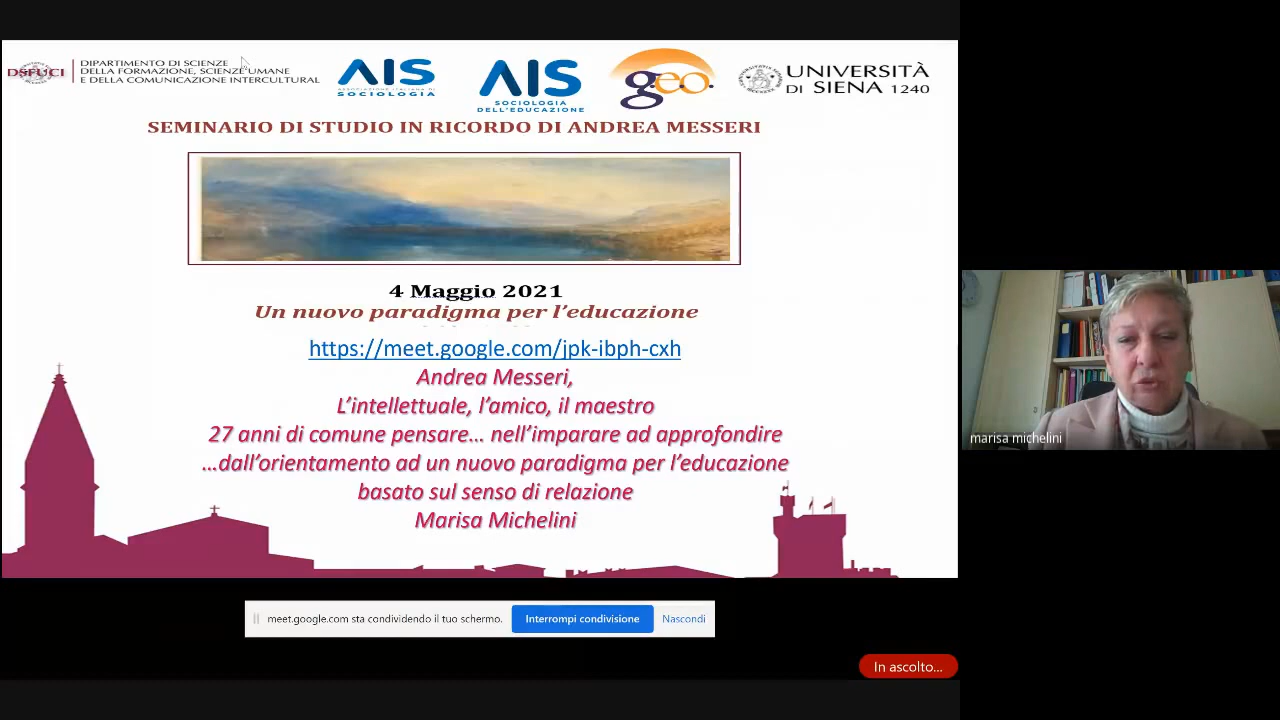 DSFUCI
DIPARTIMENTO DI SCIENZE
DELLA FORMAZIONE, SCIENZE UMANE
E DELLA COMUNICAZIONE INTERCULTURAL
AIS
ASSOCIAZIONE ITALIANA DI
SOCIOLOGIA
AIS
SOCIOLOGIA
DELL'EDUCAZIONE
geo
UNIVERSITÀ
DI SIENA 1240
SEMINARIO DI STUDIO IN RICORDO DI ANDREA MESSERI
4 Maggio 2021
Un nuovo paradigma per l'educazione
https://meet.google.com/jpk-ibph-cxh
Andrea Messeri,
L'intellettuale, l'amico, il maestro
27 anni di comune pensare... nell'imparare ad approfondire
...dall'orientamento ad un nuovo paradigma per l'educazione
basato sul senso di relazione
Marisa Michelini
marisa michelini
meet.google.com sta condividendo il tuo schermo.
Interrompi condivisione
Nascondi
In ascolto...